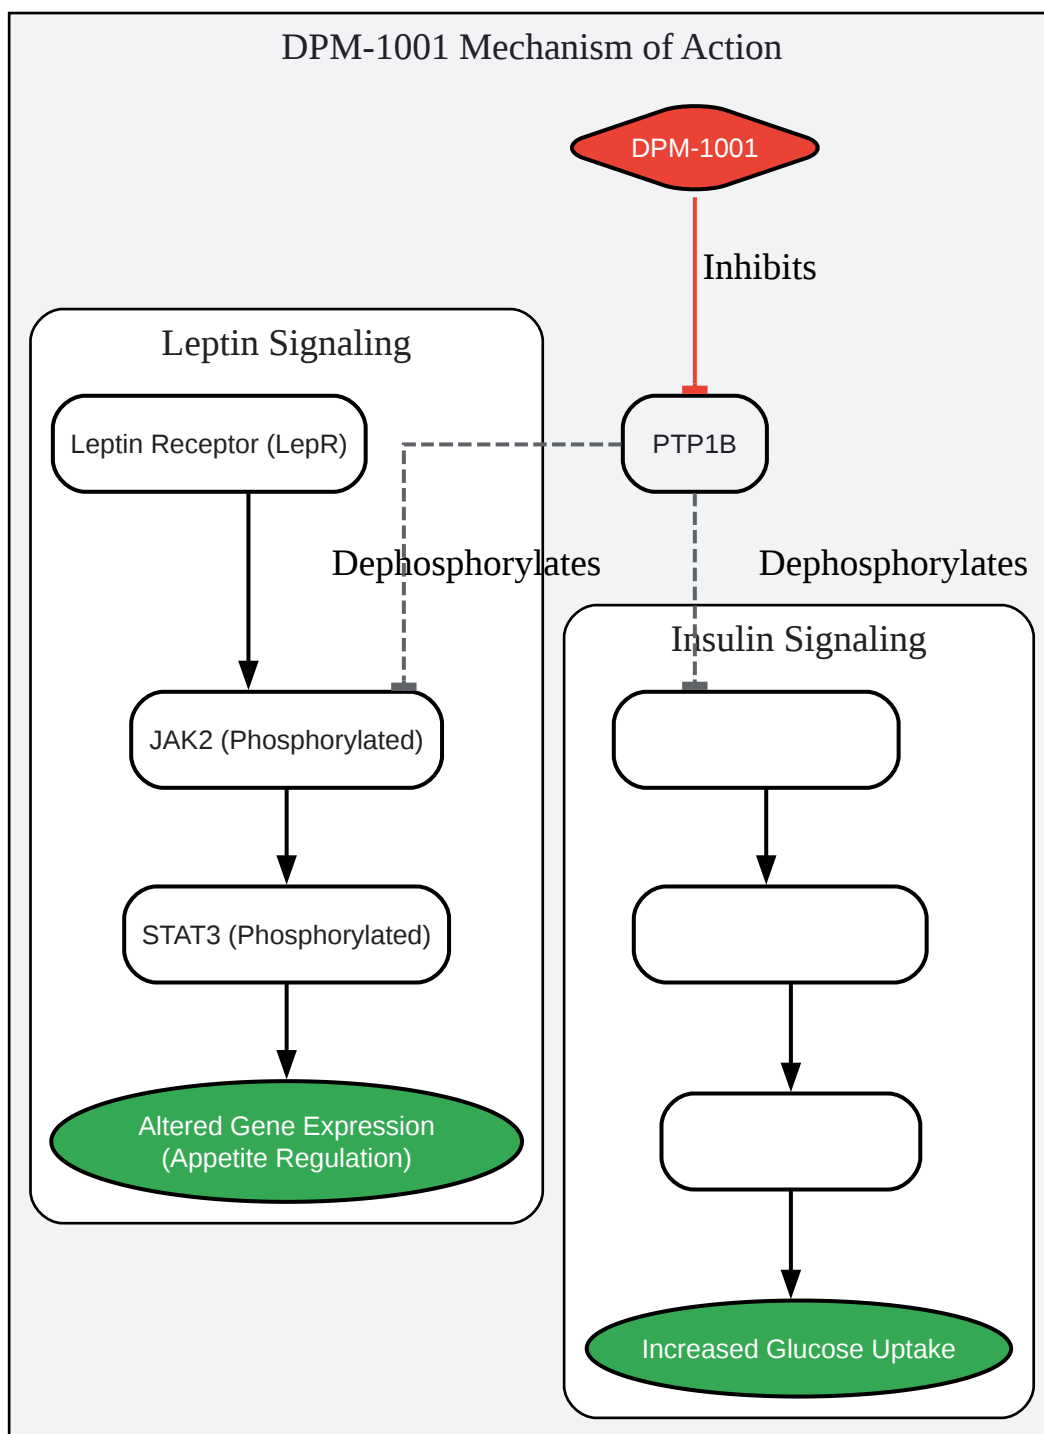 DPM-1001 Mechanism of Action
DPM-1001
Inhibits
Leptin Signaling
Leptin Receptor (LepR)
PTP1B
Dephosphorylates
Dephosphorylates
Insulin Signaling
JAK2 (Phosphorylated)
STAT3 (Phosphorylated)
Altered Gene Expression
(Appetite Regulation)
Increased Glucose Uptake